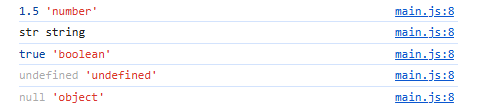 1.5 'number' main.js:8
str string main.js:8
true 'boolean' main.js:8
undefined 'undefined' main.js:8
null 'object' main.js:8